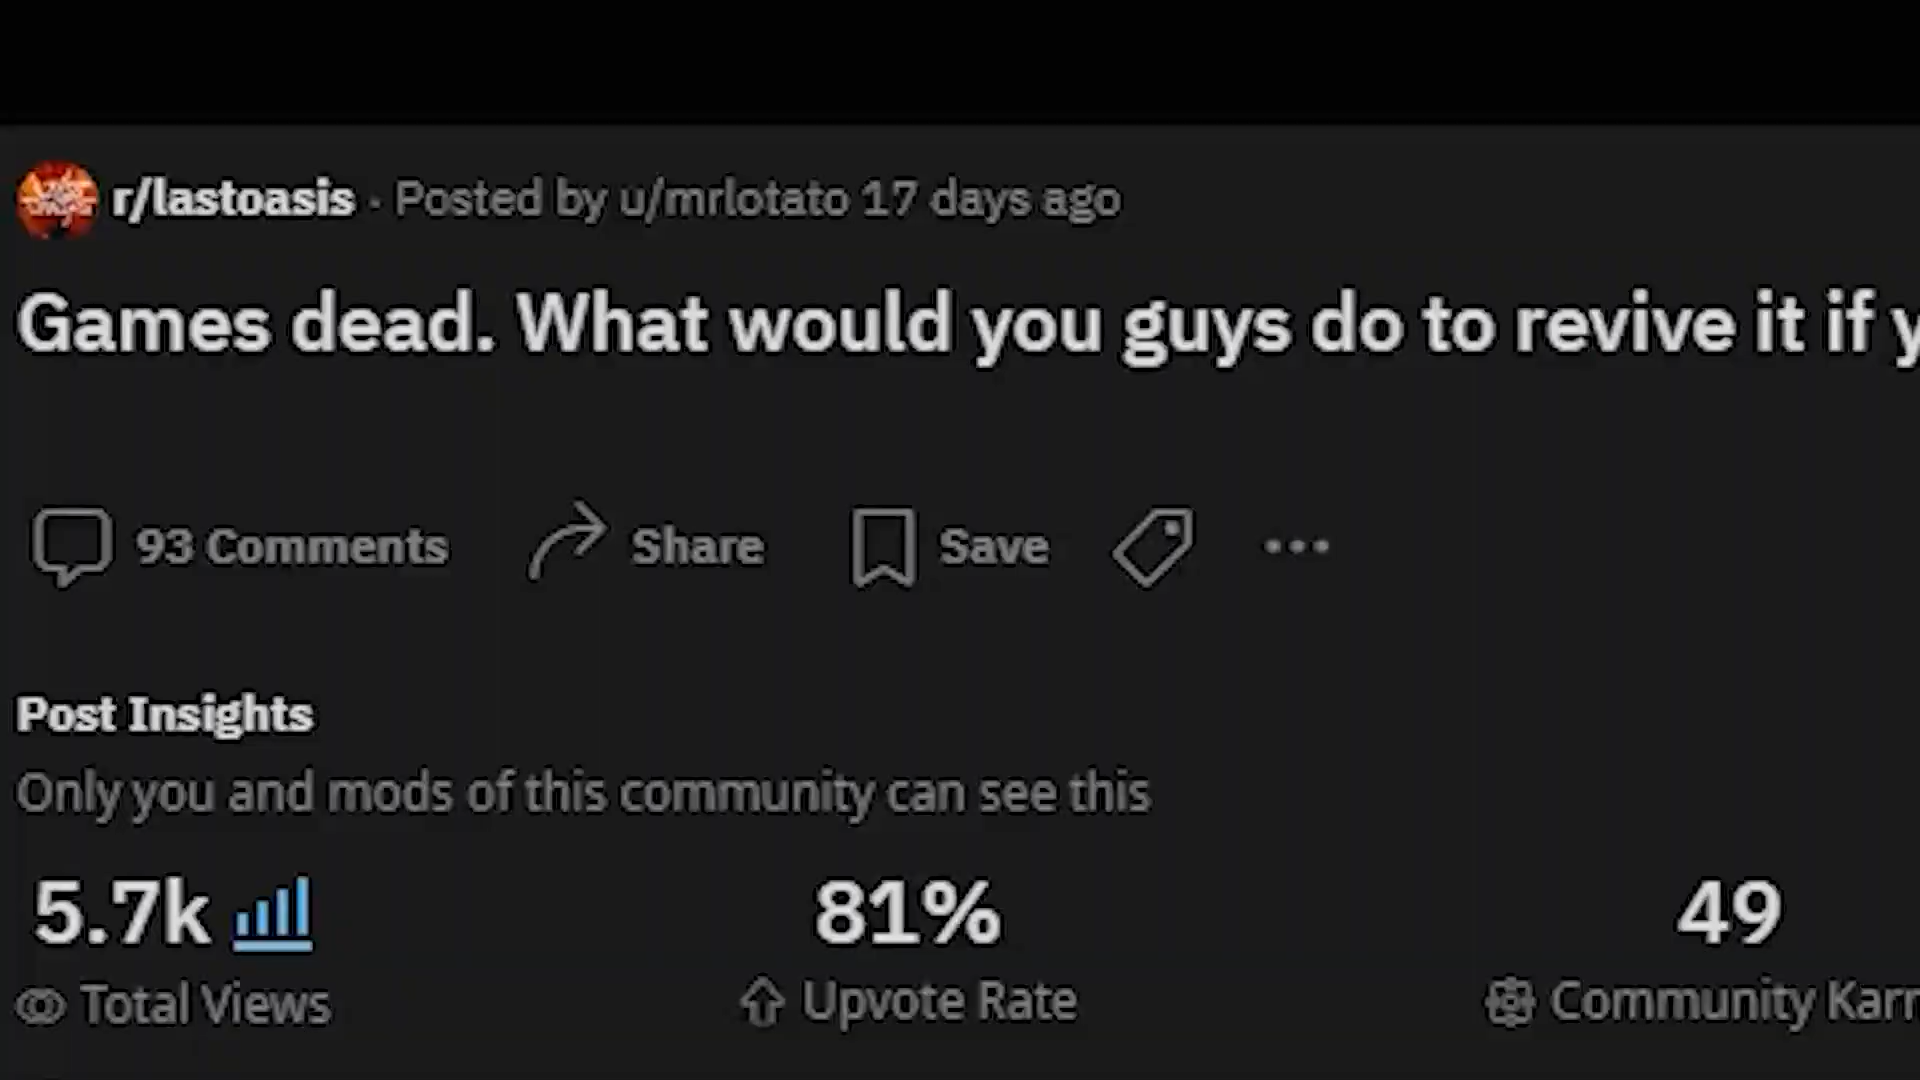 r/lastoasis · Posted by u/mrlotato 17 days ago
Games dead. What would you guys do to revive it if y
93 Comments Share Save ...
Post Insights
Only you and mods of this community can see this
5.7k 81% 49
Total Views Upvote Rate Community Karm